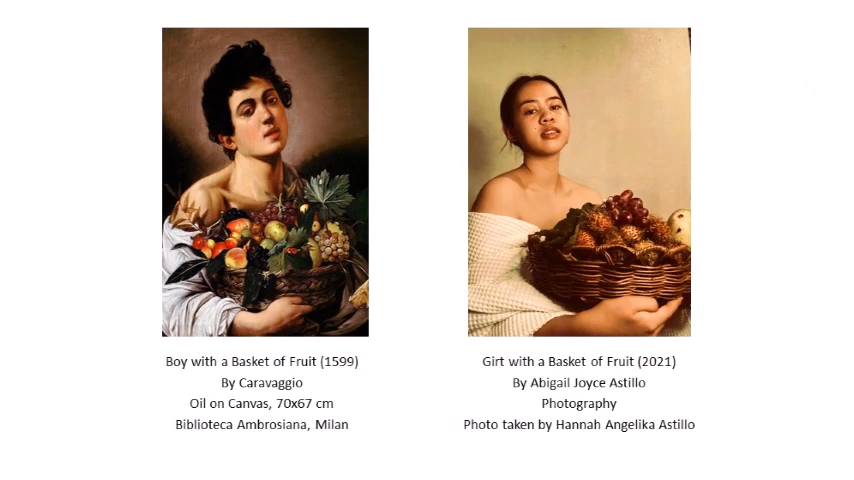 Boy with a Basket of Fruit (1599)
By Caravaggio
Oil on Canvas, 70x67 cm
Biblioteca Ambrosiana, Milan
Girt with a Basket of Fruit (2021)
By Abigail Joyce Astillo
Photography
Photo taken by Hannah Angelika Astillo